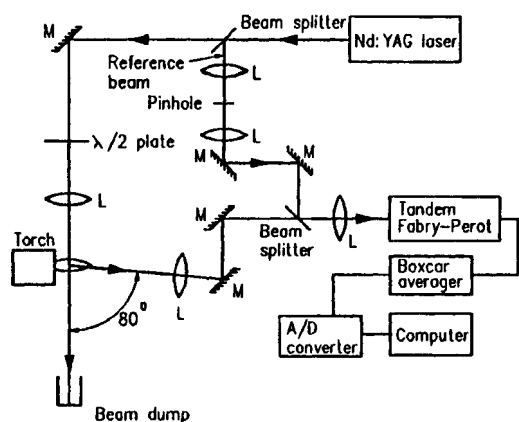 M
Beam splitter
Nd:YAG laser
Reference
beam
L
Pinhole
λ/2 plate
L
M
M
L
M
Beam
splitter
L
Tandem
Fabry-Perot
Torch
L
M
80°
Boxcar
averager
A/D
converter
Computer
Beam dump